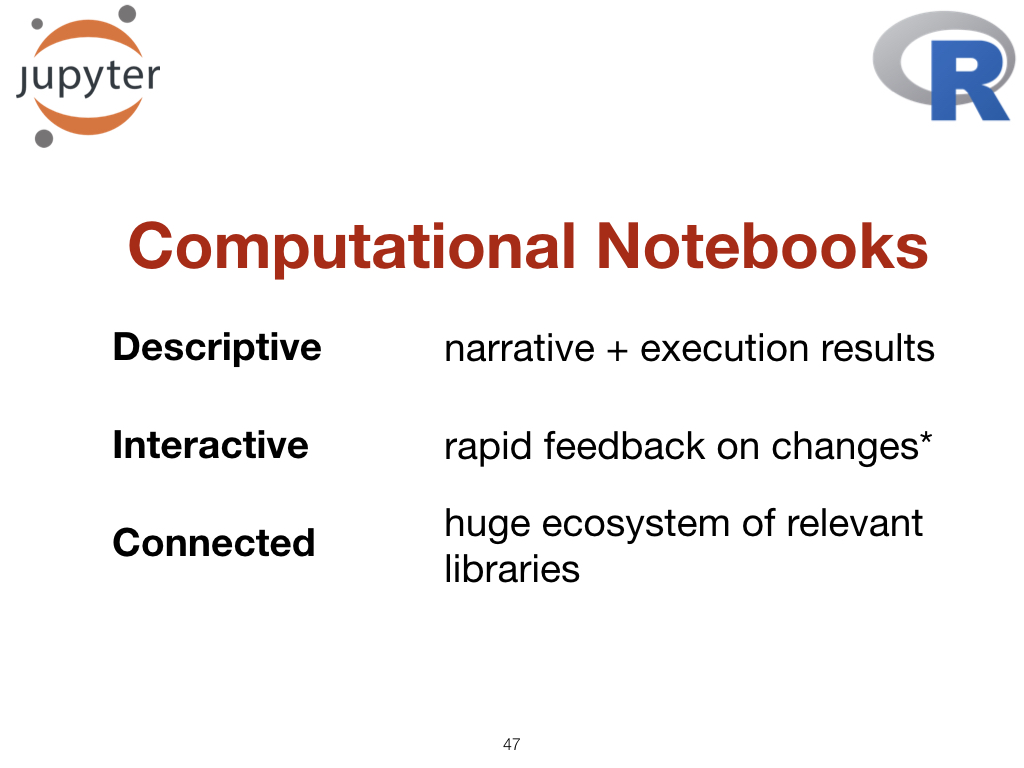 jupyter
R
Computational Notebooks
Descriptive narrative + execution results
Interactive rapid feedback on changes*
Connected huge ecosystem of relevant
libraries
47